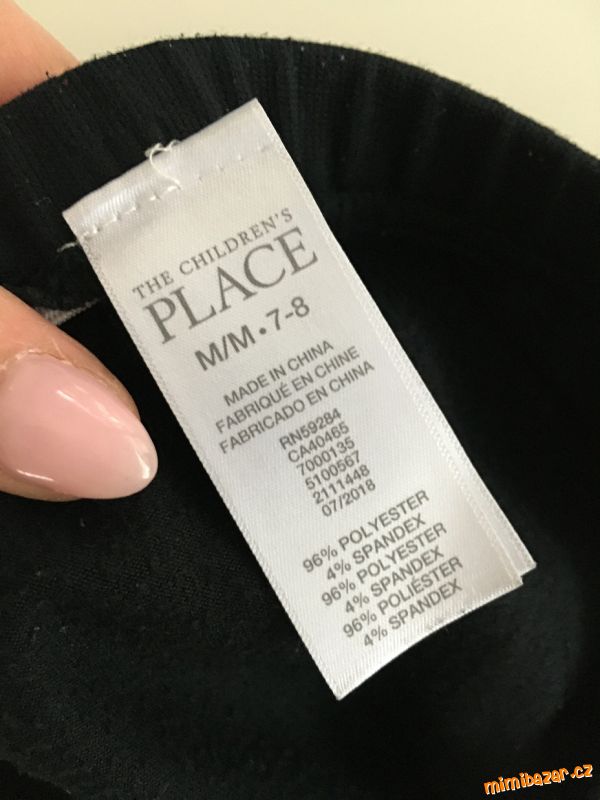 THE CHILDREN'S
PLACE
M/M • 7-8
MADE IN CHINA
FABRIQUÉ EN CHINE
FABRICADO EN CHINA
RN59284
CA40465
7000135
5100567
2111448
07/2018
96% POLYESTER
4% SPANDEX
96% POLYESTER
4% SPANDEX
96% POLIÉSTER
4% SPANDEX
mimibazar.cz